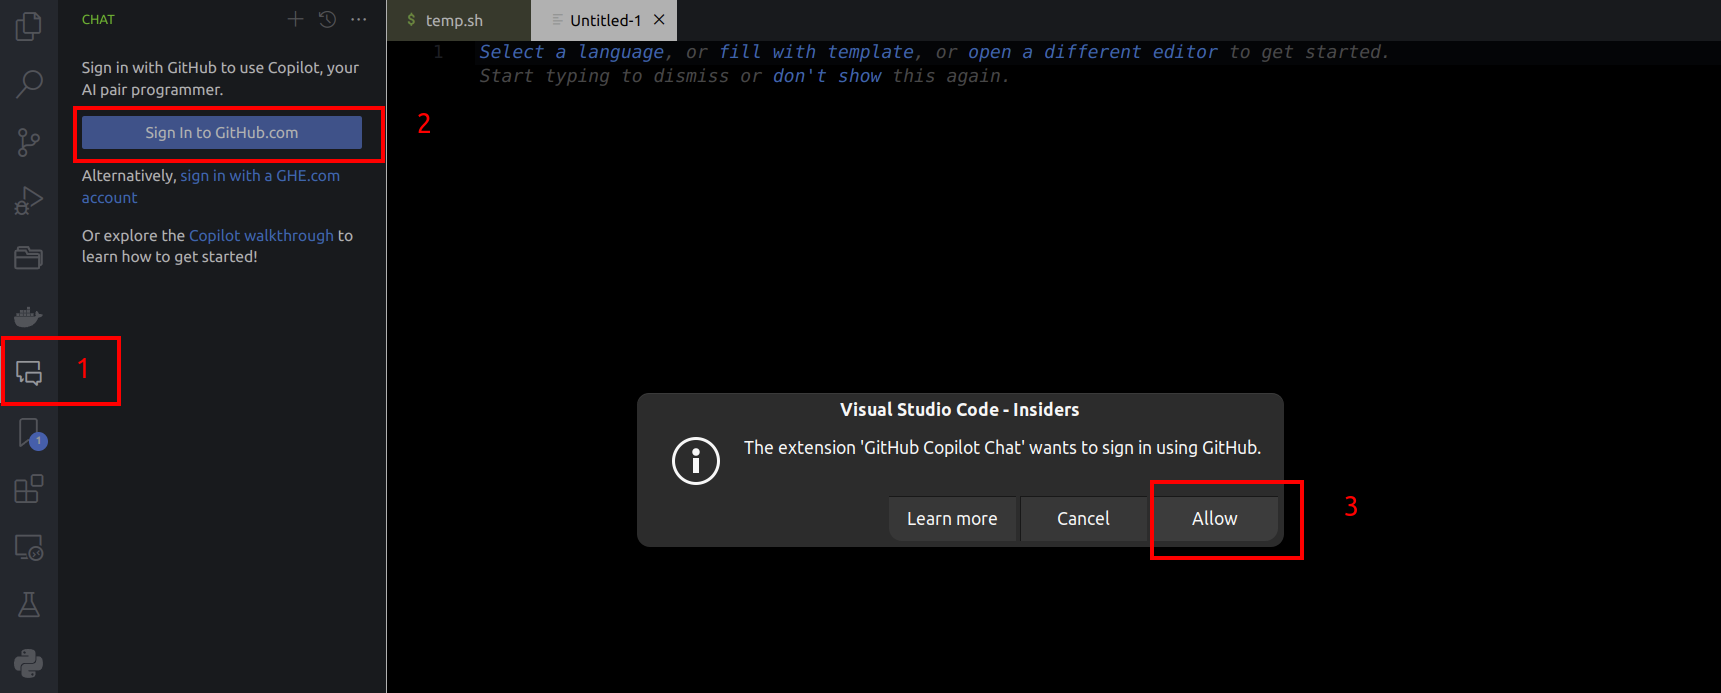 CHAT
Sign in with GitHub to use Copilot, your
AI pair programmer.
Sign In to GitHub.com
Alternatively, sign in with a GHE.com
account
Or explore the Copilot walkthrough to
learn how to get started!
1
1
$ temp.sh
Untitled-1
1 Select a language, or fill with template, or open a different editor to get started.
Start typing to dismiss or don't show this again.
2
Visual Studio Code - Insiders
The extension 'GitHub Copilot Chat' wants to sign in using GitHub.
Learn more Cancel Allow
3